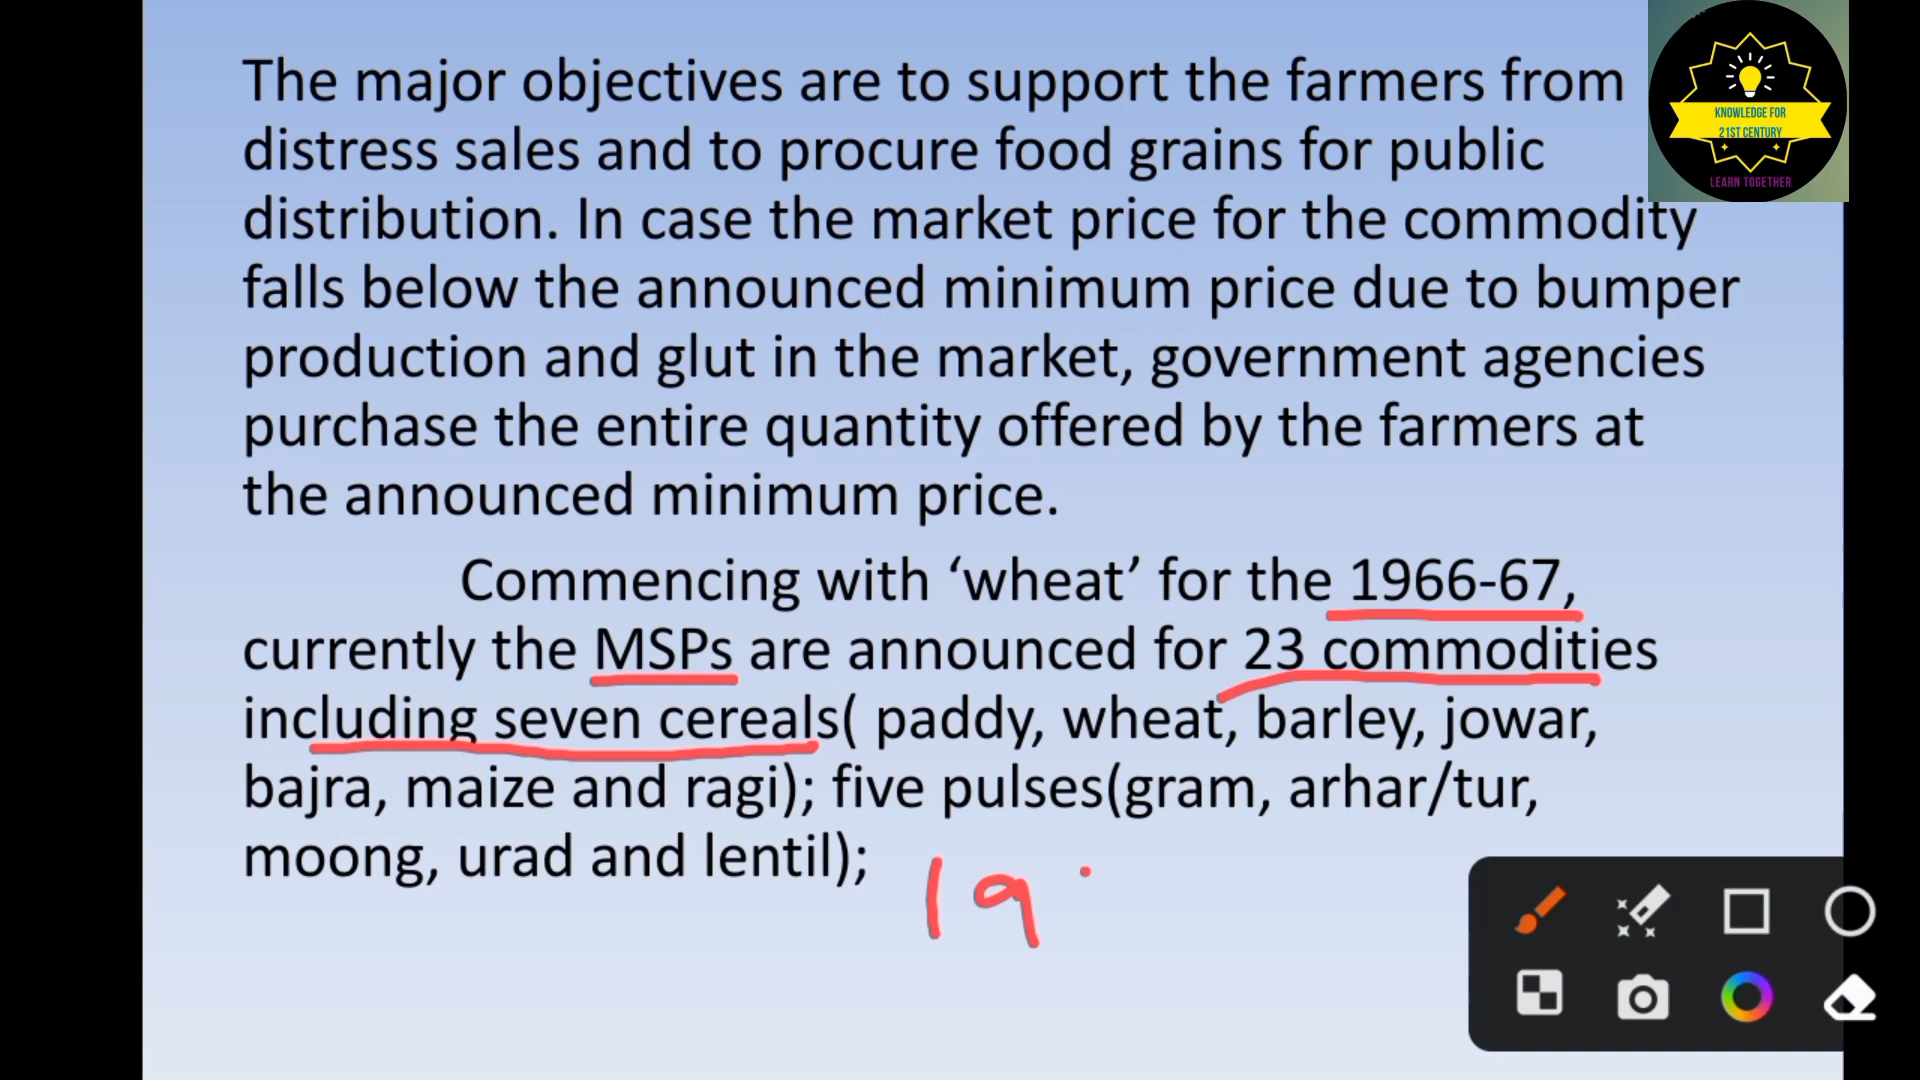 The major objectives are to support the farmers from
distress sales and to procure food grains for public
distribution. In case the market price for the commodity
falls below the announced minimum price due to bumper
production and glut in the market, government agencies
purchase the entire quantity offered by the farmers at
the announced minimum price.
Commencing with ‘wheat’ for the 1966-67,
currently the MSPs are announced for 23 commodities
including seven cereals( paddy, wheat, barley, jowar,
bajra, maize and ragi); five pulses(gram, arhar/tur,
moong, urad and lentil);
19
KNOWLEDGE FOR
21ST CENTURY
LEARN TOGETHER